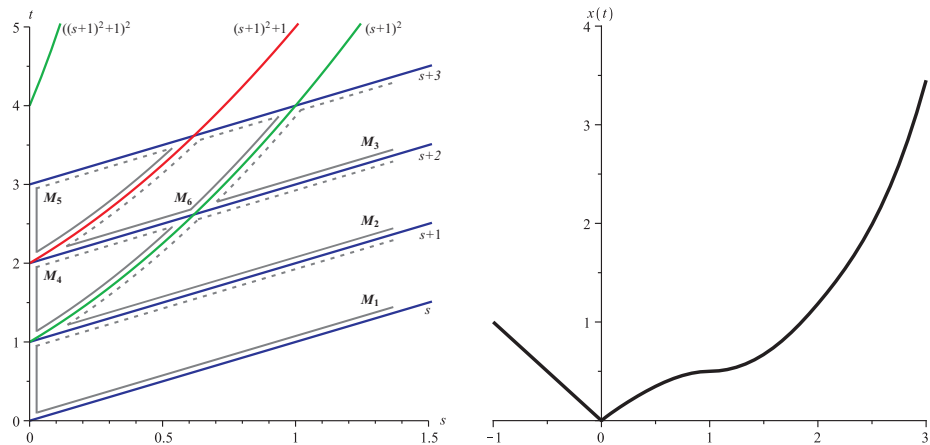 t
((s+1)²+1)²
(s+1)²+1
(s+1)²
5
4
3
2
1
0
s+3
M₃
s+2
M₅
M₆
M₂
s+1
M₄
M₁
s
0
0.5
1
1.5
s
x(t)
4
3
2
1
−1
0
1
2
3